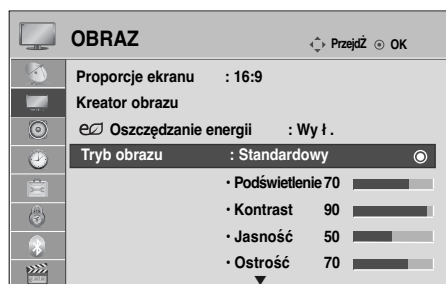 OBRAZ PrzejdŹ OK
Proporcje ekranu : 16:9
Kreator obrazu
Oszczędzanie energii : Wy ł .
Tryb obrazu : Standardowy
· Podświetlenie 70
· Kontrast 90
· Jasność 50
· Ostrość 70